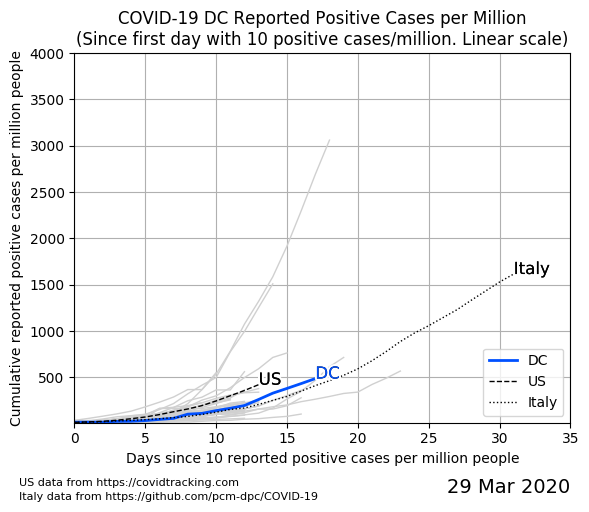 COVID-19 DC Reported Positive Cases per Million
(Since first day with 10 positive cases/million. Linear scale)
Cumulative reported positive cases per million people
4000
3500
3000
2500
2000
1500
1000
500
Italy
DC
US
DC
US
Italy
0
5
10
15
20
25
30
35
Days since 10 reported positive cases per million people
US data from https://covidtracking.com
Italy data from https://github.com/pcm-dpc/COVID-19
29 Mar 2020